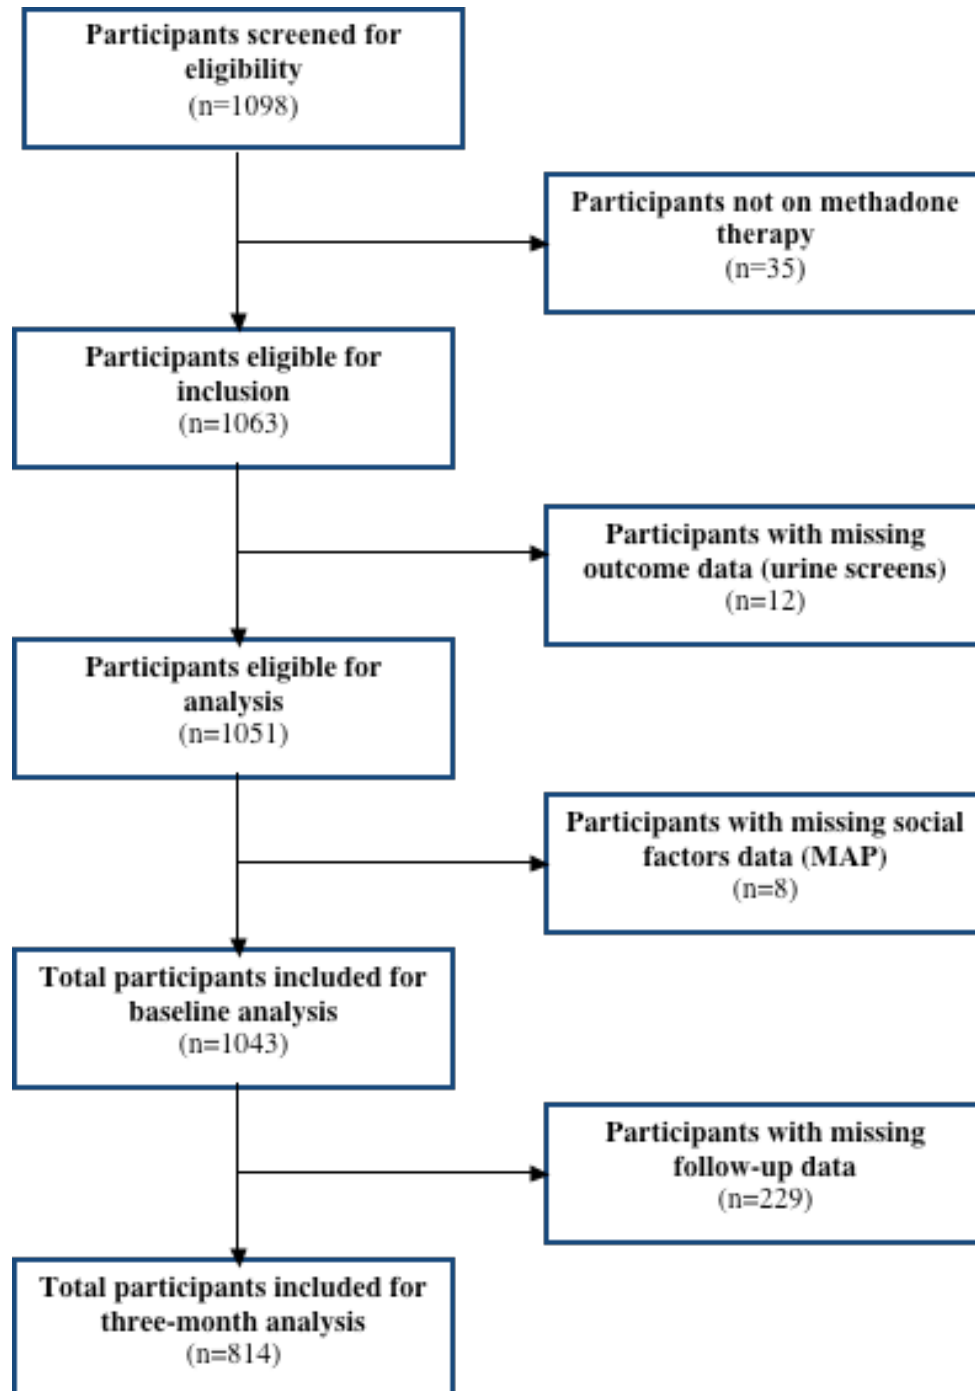 Participants screened for
eligibility
(n=1098)
Participants not on methadone
therapy
(n=35)
Participants eligible for
inclusion
(n=1063)
Participants with missing
outcome data (urine screens)
(n=12)
Participants eligible for
analysis
(n=1051)
Participants with missing social
factors data (MAP)
(n=8)
Total participants included for
baseline analysis
(n=1043)
Participants with missing
follow-up data
(n=229)
Total participants included for
three-month analysis
(n=814)